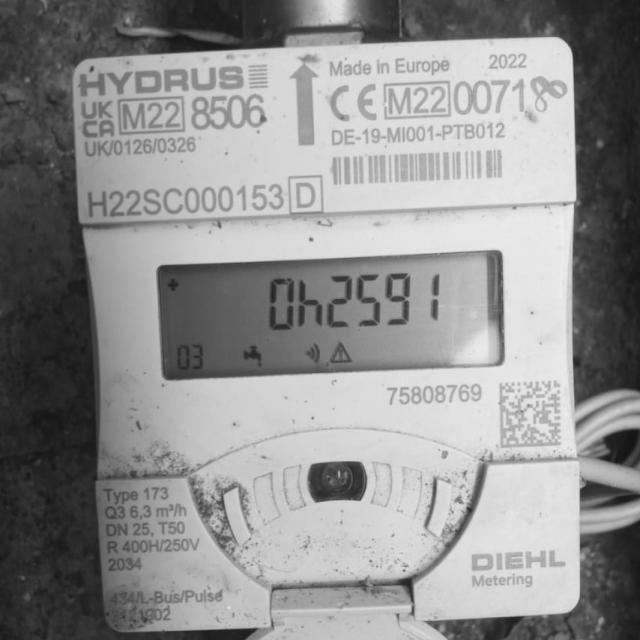 HYDRUS
Made in Europe 2022
UK CA M22 8506
CE M22 0071 80
UK/0126/0326
DE-19-MI001-PTB012
H22SC000153 D
0h2591
03
75808769
Type 173
Q3 6,3 m³/h
DN 25, T50
R 400H/250V
2034
434/L-Bus/Pulse
DIEHL
Metering